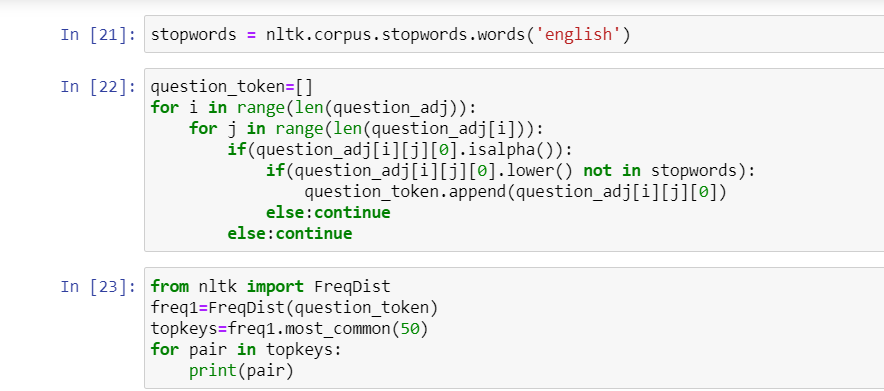 In [21]: stopwords = nltk.corpus.stopwords.words('english')
In [22]: question_token=[]
for i in range(len(question_adj)):
    for j in range(len(question_adj[i])):
        if(question_adj[i][j][0].isalpha()):
            if(question_adj[i][j][0].lower() not in stopwords):
                question_token.append(question_adj[i][j][0])
            else:continue
        else:continue
In [23]: from nltk import FreqDist
freq1=FreqDist(question_token)
topkeys=freq1.most_common(50)
for pair in topkeys:
    print(pair)